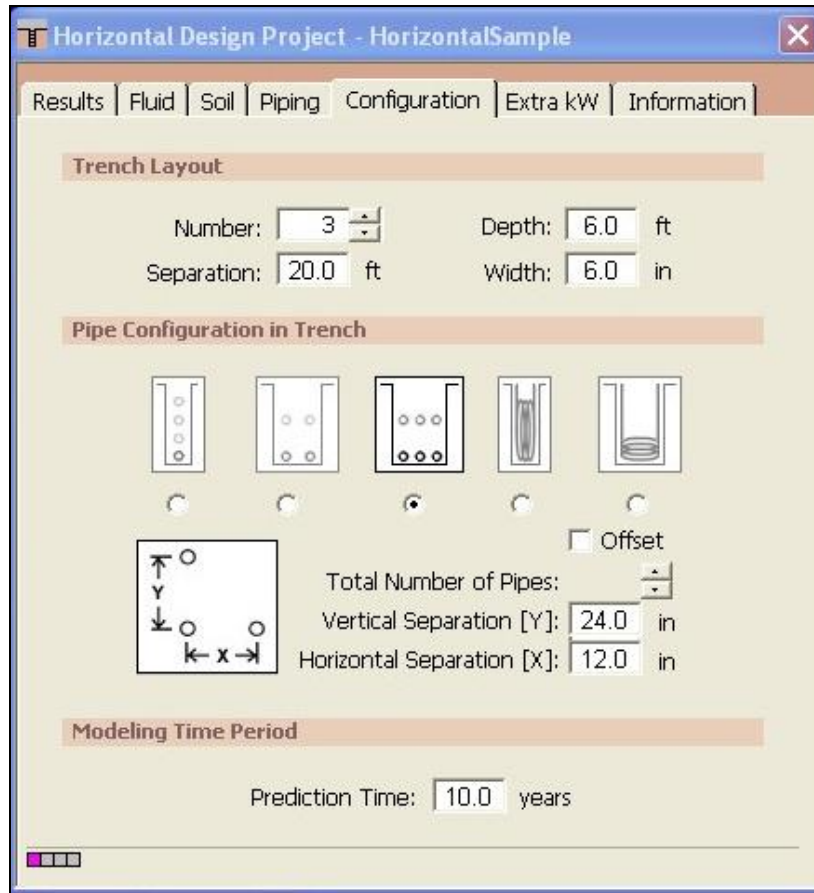 Horizontal Design Project - HorizontalSample
Results Fluid Soil Piping Configuration Extra kW Information
Trench Layout
Number: 3 Depth: 6.0 ft
Separation: 20.0 ft Width: 6.0 in
Pipe Configuration in Trench
Offset
Total Number of Pipes:
Y
Vertical Separation [Y]: 24.0 in
X
Horizontal Separation [X]: 12.0 in
Modeling Time Period
Prediction Time: 10.0 years